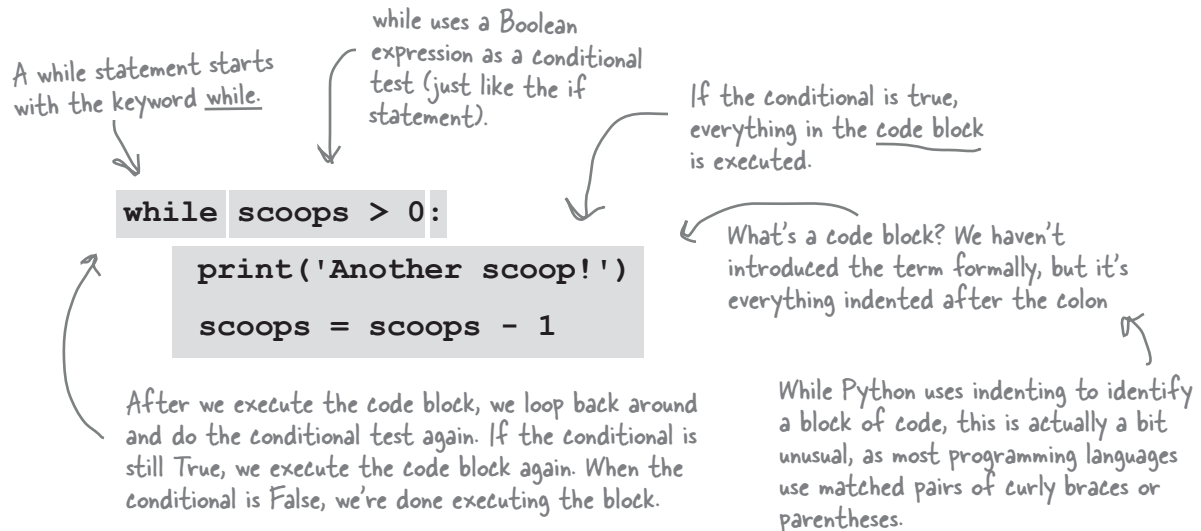 A while statement starts
with the keyword while.
while uses a Boolean
expression as a conditional
test (just like the if
statement).
If the conditional is true,
everything in the code block
is executed.
while scoops > 0:
print('Another scoop!')
scoops = scoops - 1
What's a code block? We haven't
introduced the term formally, but it's
everything indented after the colon
After we execute the code block, we loop back around
and do the conditional test again. If the conditional is
still True, we execute the code block again. When the
conditional is False, we're done executing the block.
While Python uses indenting to identify
a block of code, this is actually a bit
unusual, as most programming languages
use matched pairs of curly braces or
parentheses.